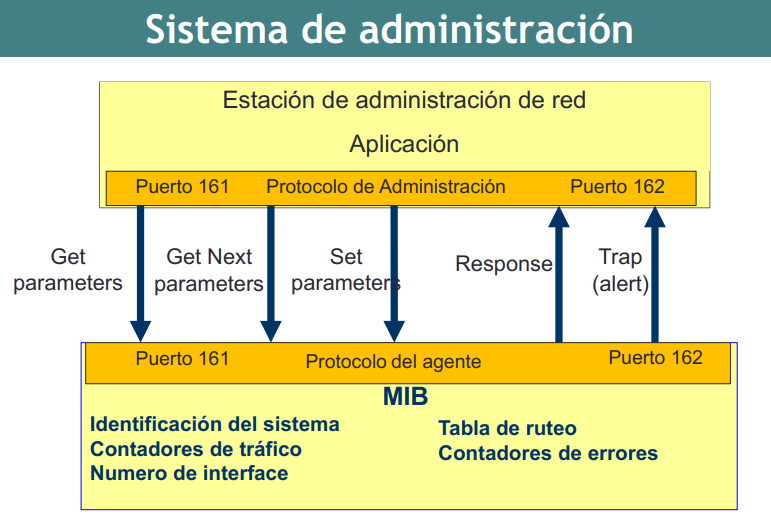 Sistema de administración
Estación de administración de red
Aplicación
Puerto 161 Protocolo de Administración Puerto 162
Get
parameters
Get Next
parameters
Set
parameters
Response
Trap
(alert)
Puerto 161 Protocolo del agente Puerto 162
MIB
Identificación del sistema
Contadores de tráfico
Numero de interface
Tabla de ruteo
Contadores de errores